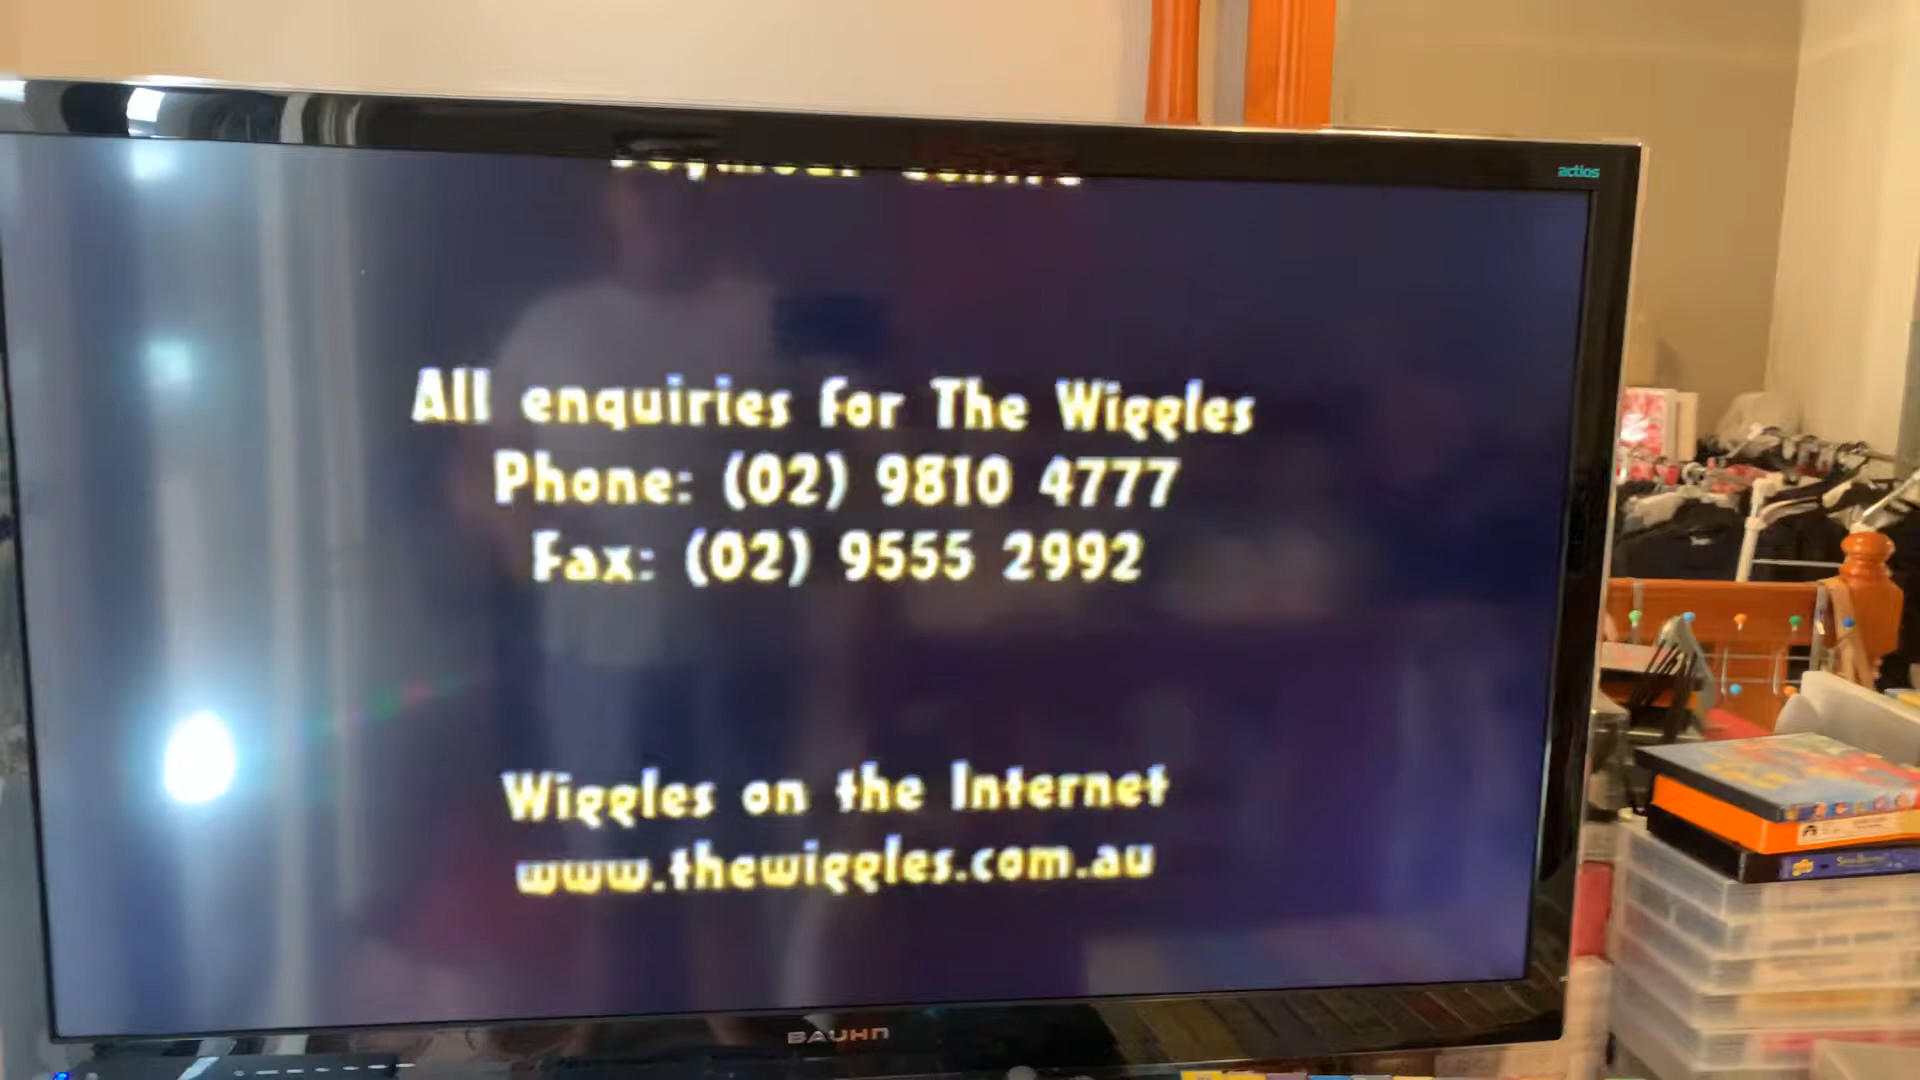 actios
All enquiries for The Wiggles
Phone: (02) 9810 4777
Fax: (02) 9555 2992
Wiggles on the Internet
www.thewiggles.com.au
BAUHN